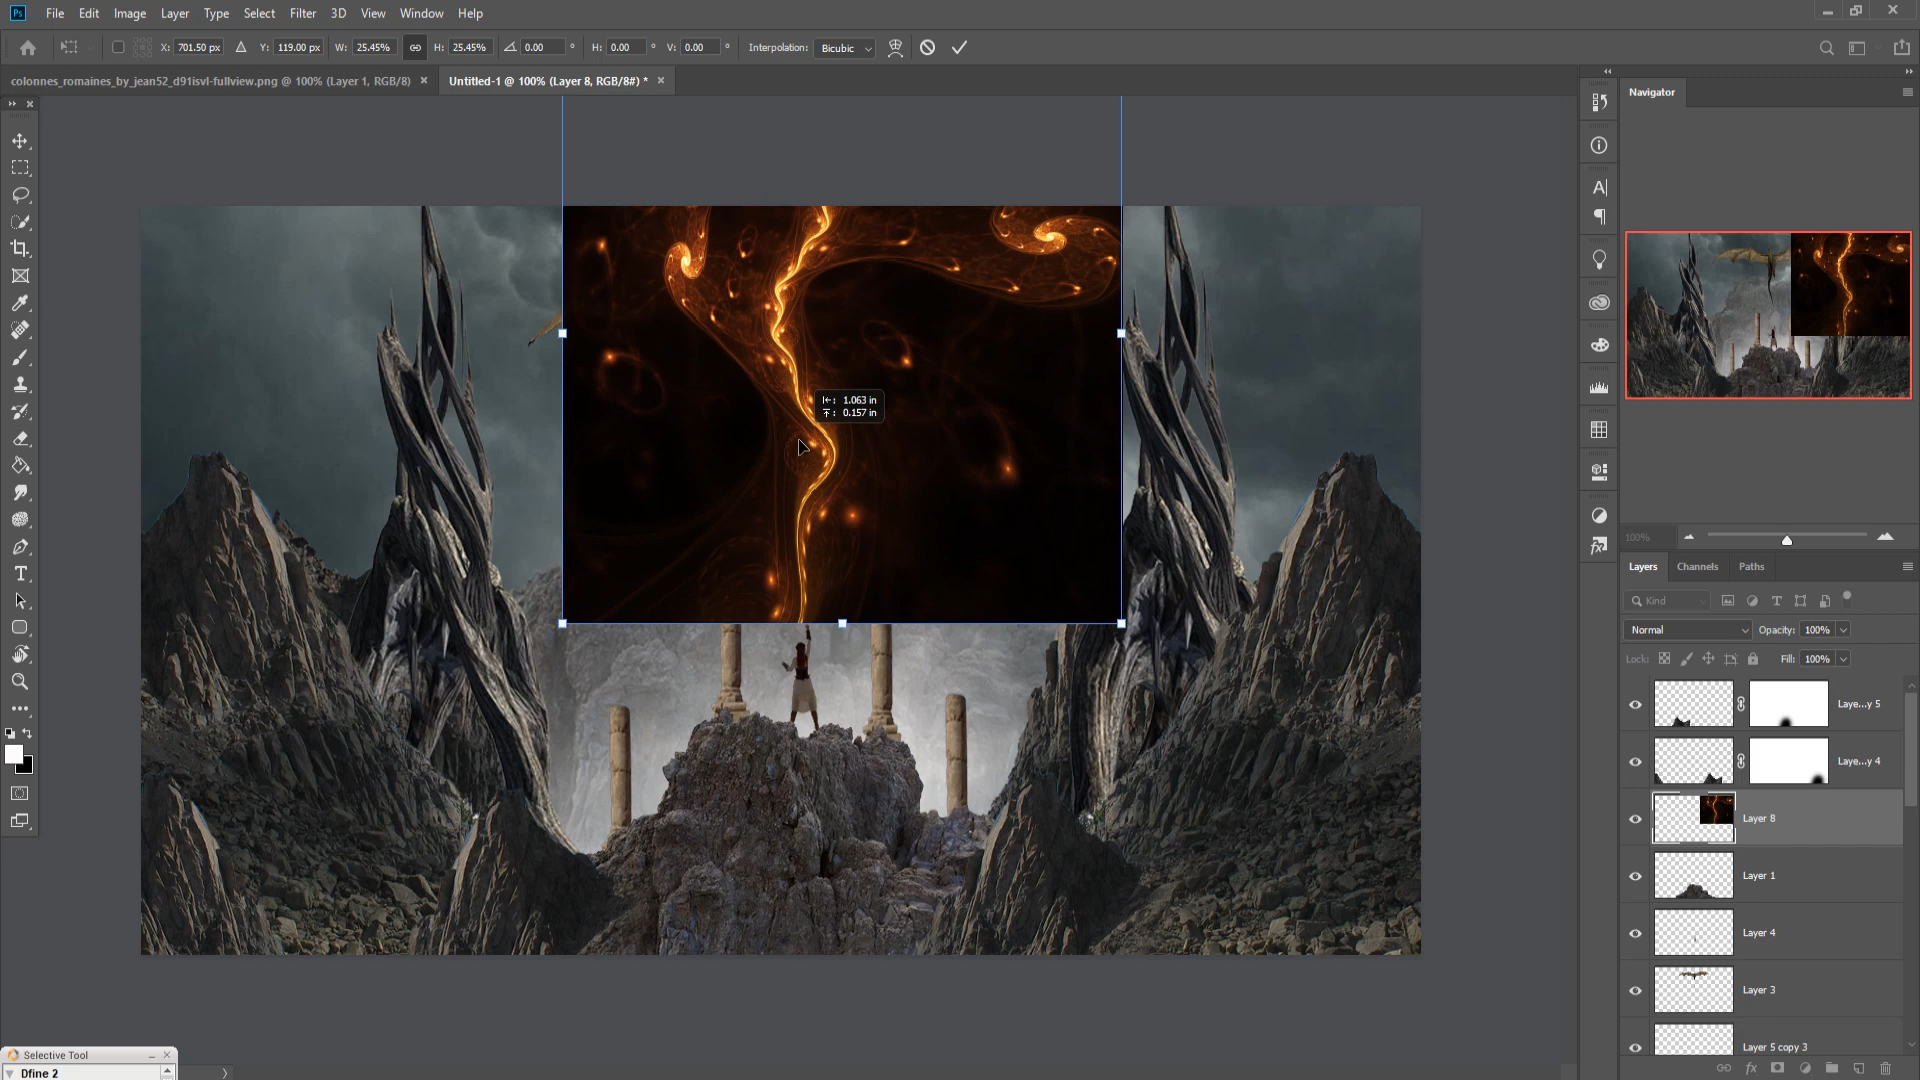 Ps File Edit Image Layer Type Select Filter 3D View Window Help
X: 701.50 px Y: 119.00 px W: 25.45% H: 25.45% 0.00 ° H: 0.00 ° V: 0.00 ° Interpolation: Bicubic
colonnes_romaines_by_jean52_d91isvl-fullview.png @ 100% (Layer 1, RGB/8) × Untitled-1 @ 100% (Layer 8, RGB/8#) * ×
Navigator
1.063 in
0.157 in
100%
Layers Channels Paths
Kind
Normal Opacity: 100%
Lock: Fill: 100%
Laye...y 5
Laye...y 4
Layer 8
Layer 1
Layer 4
Layer 3
Layer 5 copy 3
Selective Tool
Dfine 2